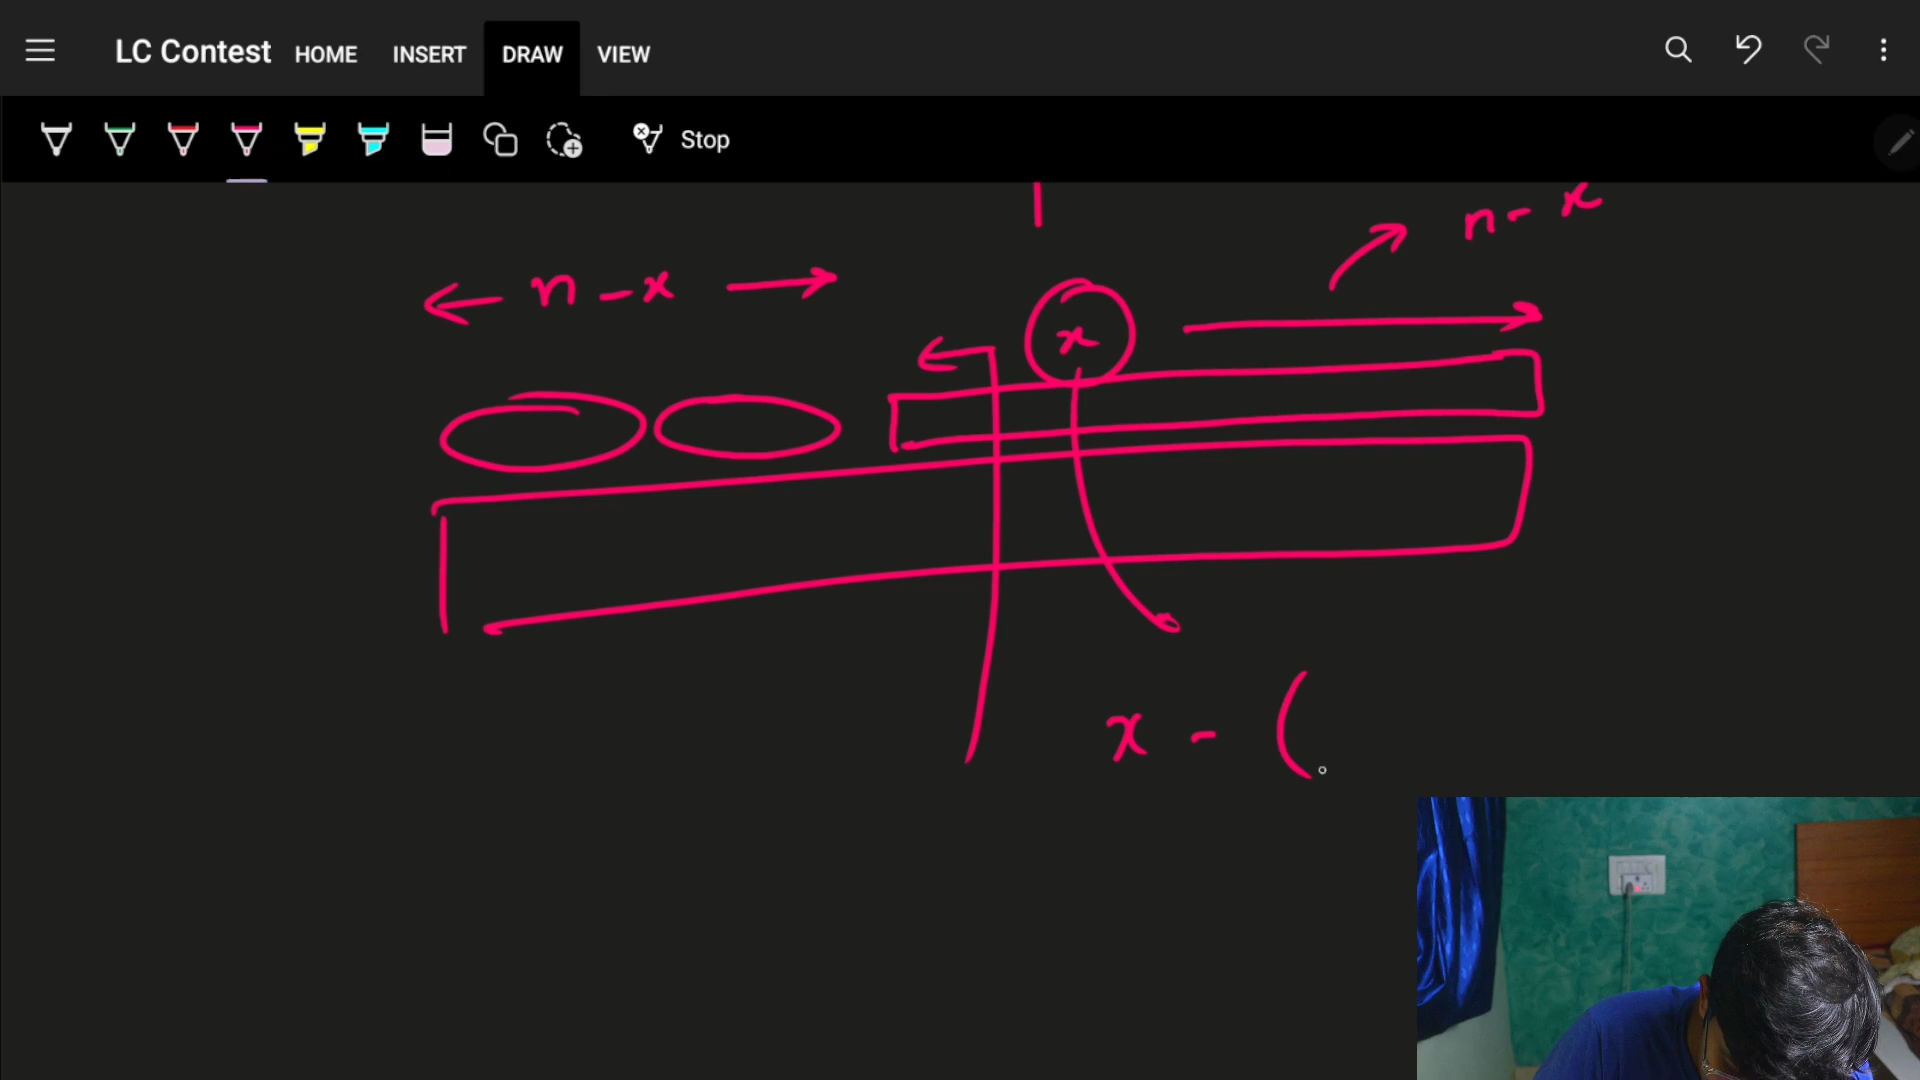 LC Contest HOME INSERT DRAW VIEW
Stop
n - x
n - x
x
x - (